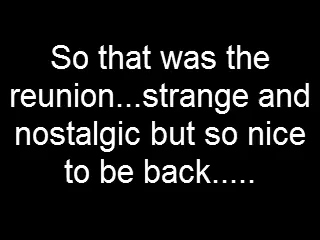 So that was the
reunion...strange and
nostalgic but so nice
to be back.....